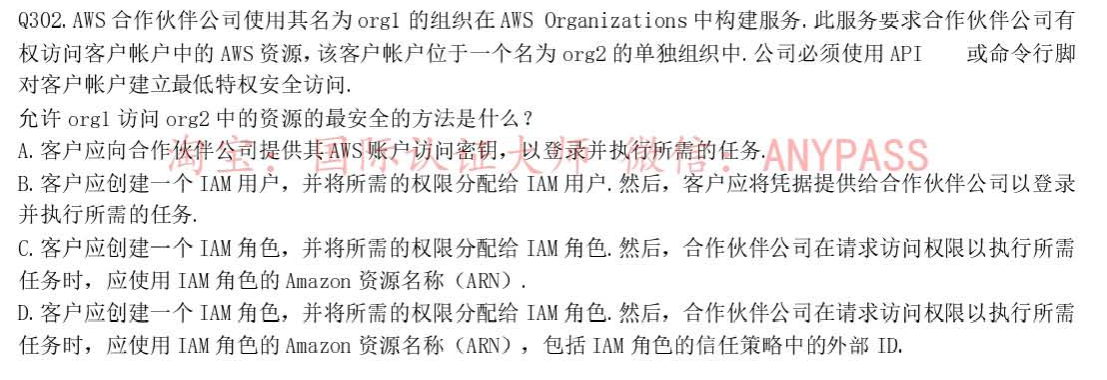 Q302. AWS 合作伙伴公司使用其名为 org1 的组织在 AWS Organizations 中构建服务. 此服务要求合作伙伴公司有
权访问客户帐户中的 AWS 资源, 该客户帐户位于一个名为 org2 的单独组织中. 公司必须使用 API 或命令行脚
对客户帐户建立最低特权安全访问.
允许 org1 访问 org2 中的资源的最安全的方法是什么?
A. 客户应向合作伙伴公司提供其 AWS 账户访问密钥, 以登录并执行所需的任务.
淘宝: 国际认证大师 微信: ANYPASS
B. 客户应创建一个 IAM 用户, 并将所需的权限分配给 IAM 用户. 然后, 客户应将凭据提供给合作伙伴公司以登录
并执行所需的任务.
C. 客户应创建一个 IAM 角色, 并将所需的权限分配给 IAM 角色. 然后, 合作伙伴公司在请求访问权限以执行所需
任务时, 应使用 IAM 角色的 Amazon 资源名称 (ARN) .
D. 客户应创建一个 IAM 角色, 并将所需的权限分配给 IAM 角色. 然后, 合作伙伴公司在请求访问权限以执行所需
任务时, 应使用 IAM 角色的 Amazon 资源名称 (ARN) , 包括 IAM 角色的信任策略中的外部 ID.